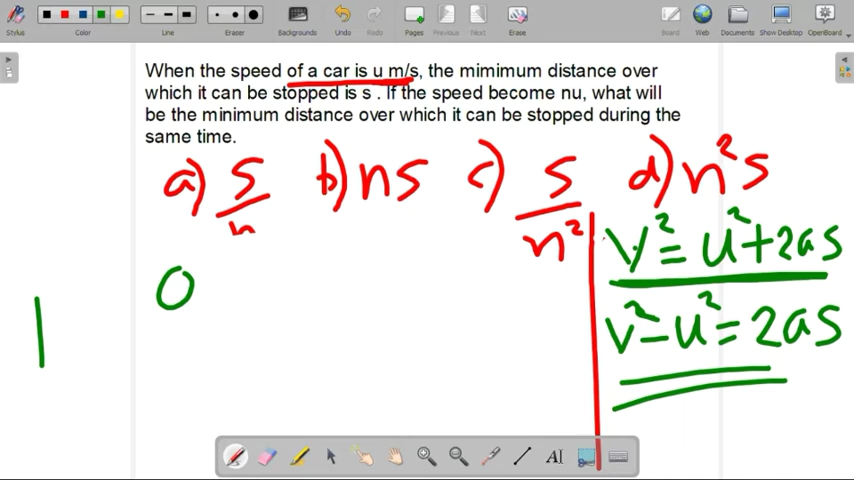 Stylus Color Line Eraser Backgrounds Undo Redo Pages Previous Next Erase Board Web Documents Show Desktop OpenBoard
When the speed of a car is u m/s, the mimimum distance over
which it can be stopped is s . If the speed become nu, what will
be the minimum distance over which it can be stopped during the
same time.
a) s/n b) ns c) s/n² d) n²s
v² = u² + 2as
0
v² - u² = 2as
1
AI